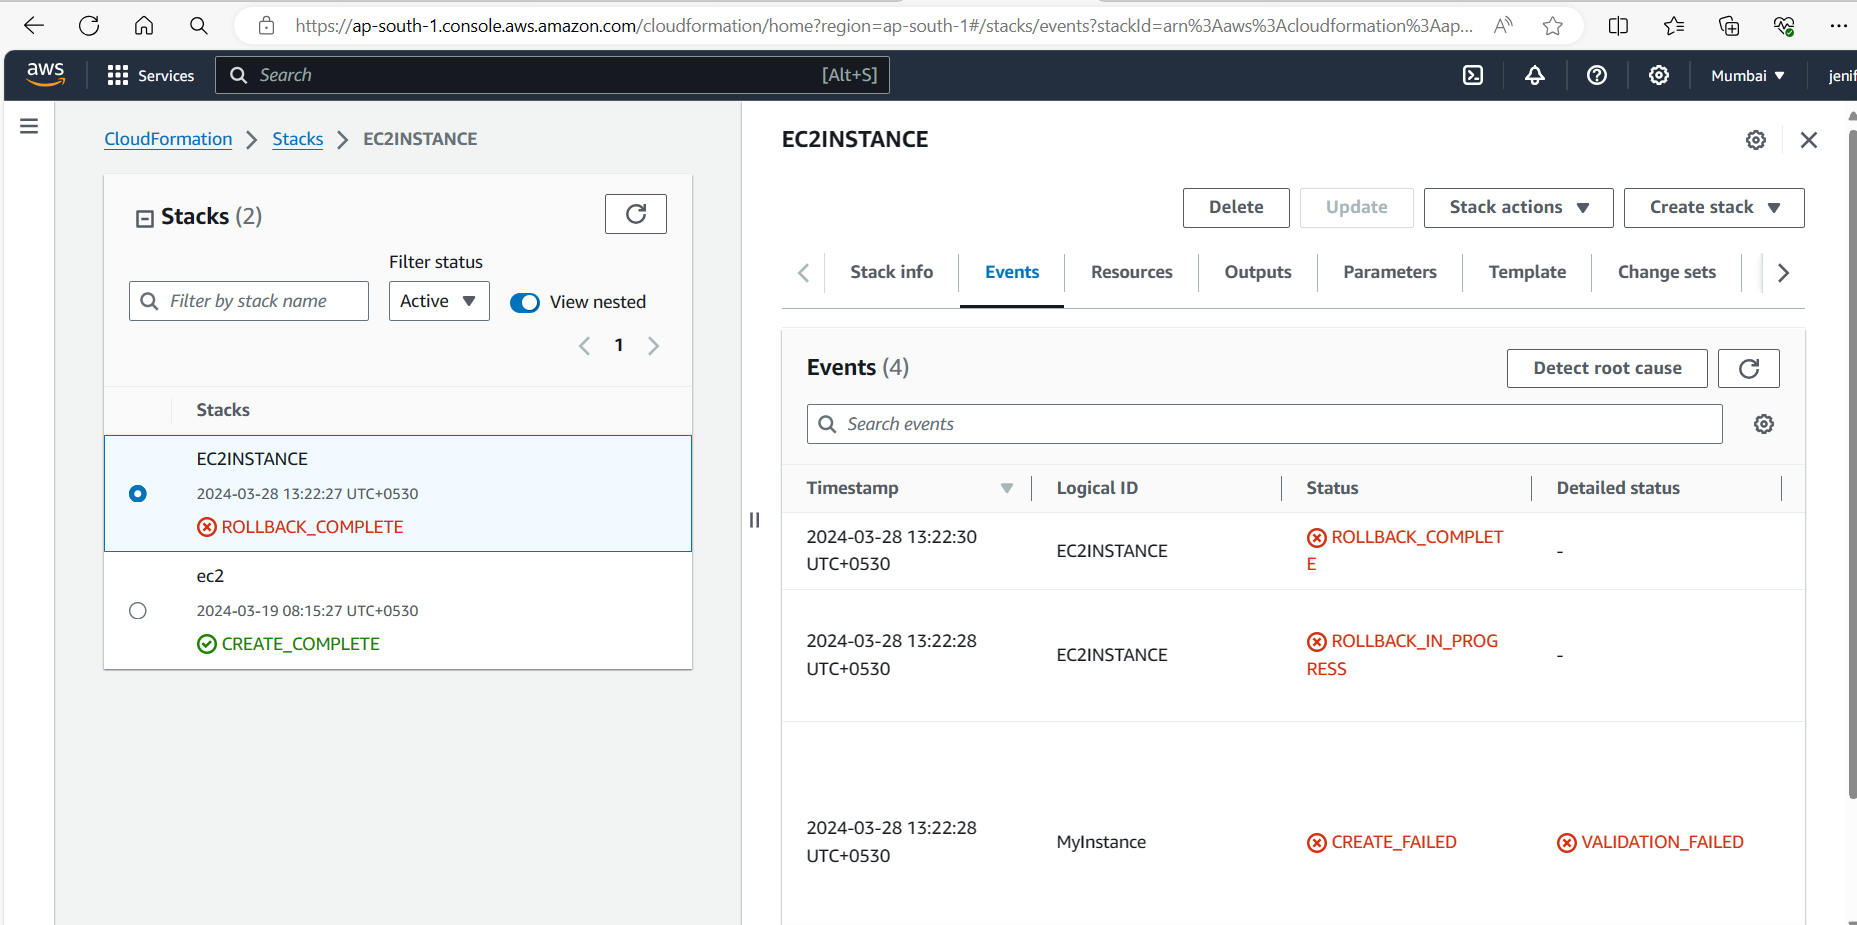 https://ap-south-1.console.aws.amazon.com/cloudformation/home?region=ap-south-1#/stacks/events?stackId=arn%3Aaws%3Acloudformation%3Aap...
aws
Services
Search
[Alt+S]
Mumbai
jenif
CloudFormation
Stacks
EC2INSTANCE
Stacks (2)
Filter status
Filter by stack name
Active
View nested
1
Stacks
EC2INSTANCE
2024-03-28 13:22:27 UTC+0530
ROLLBACK_COMPLETE
ec2
2024-03-19 08:15:27 UTC+0530
CREATE_COMPLETE
EC2INSTANCE
Delete
Update
Stack actions
Create stack
Stack info
Events
Resources
Outputs
Parameters
Template
Change sets
Events (4)
Detect root cause
Search events
Timestamp
Logical ID
Status
Detailed status
2024-03-28 13:22:30
UTC+0530
EC2INSTANCE
ROLLBACK_COMPLET
E
-
2024-03-28 13:22:28
UTC+0530
EC2INSTANCE
ROLLBACK_IN_PROG
RESS
-
2024-03-28 13:22:28
UTC+0530
MyInstance
CREATE_FAILED
VALIDATION_FAILED